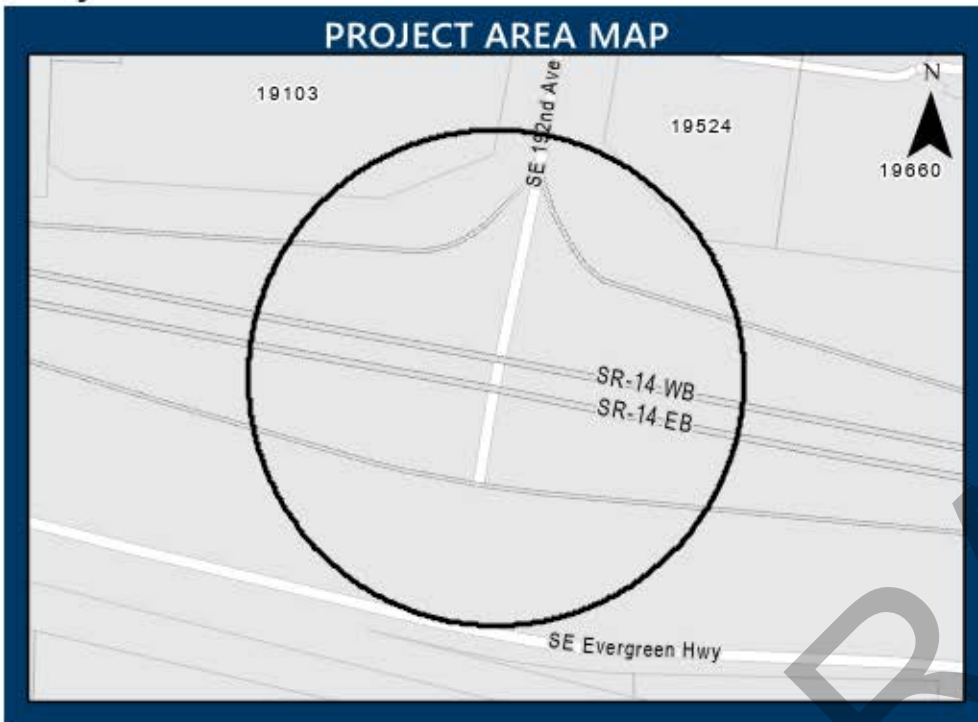 PROJECT AREA MAP
N
19103
SE 192nd Ave
19524
19660
SR-14 WB
SR-14 EB
SE Evergreen Hwy